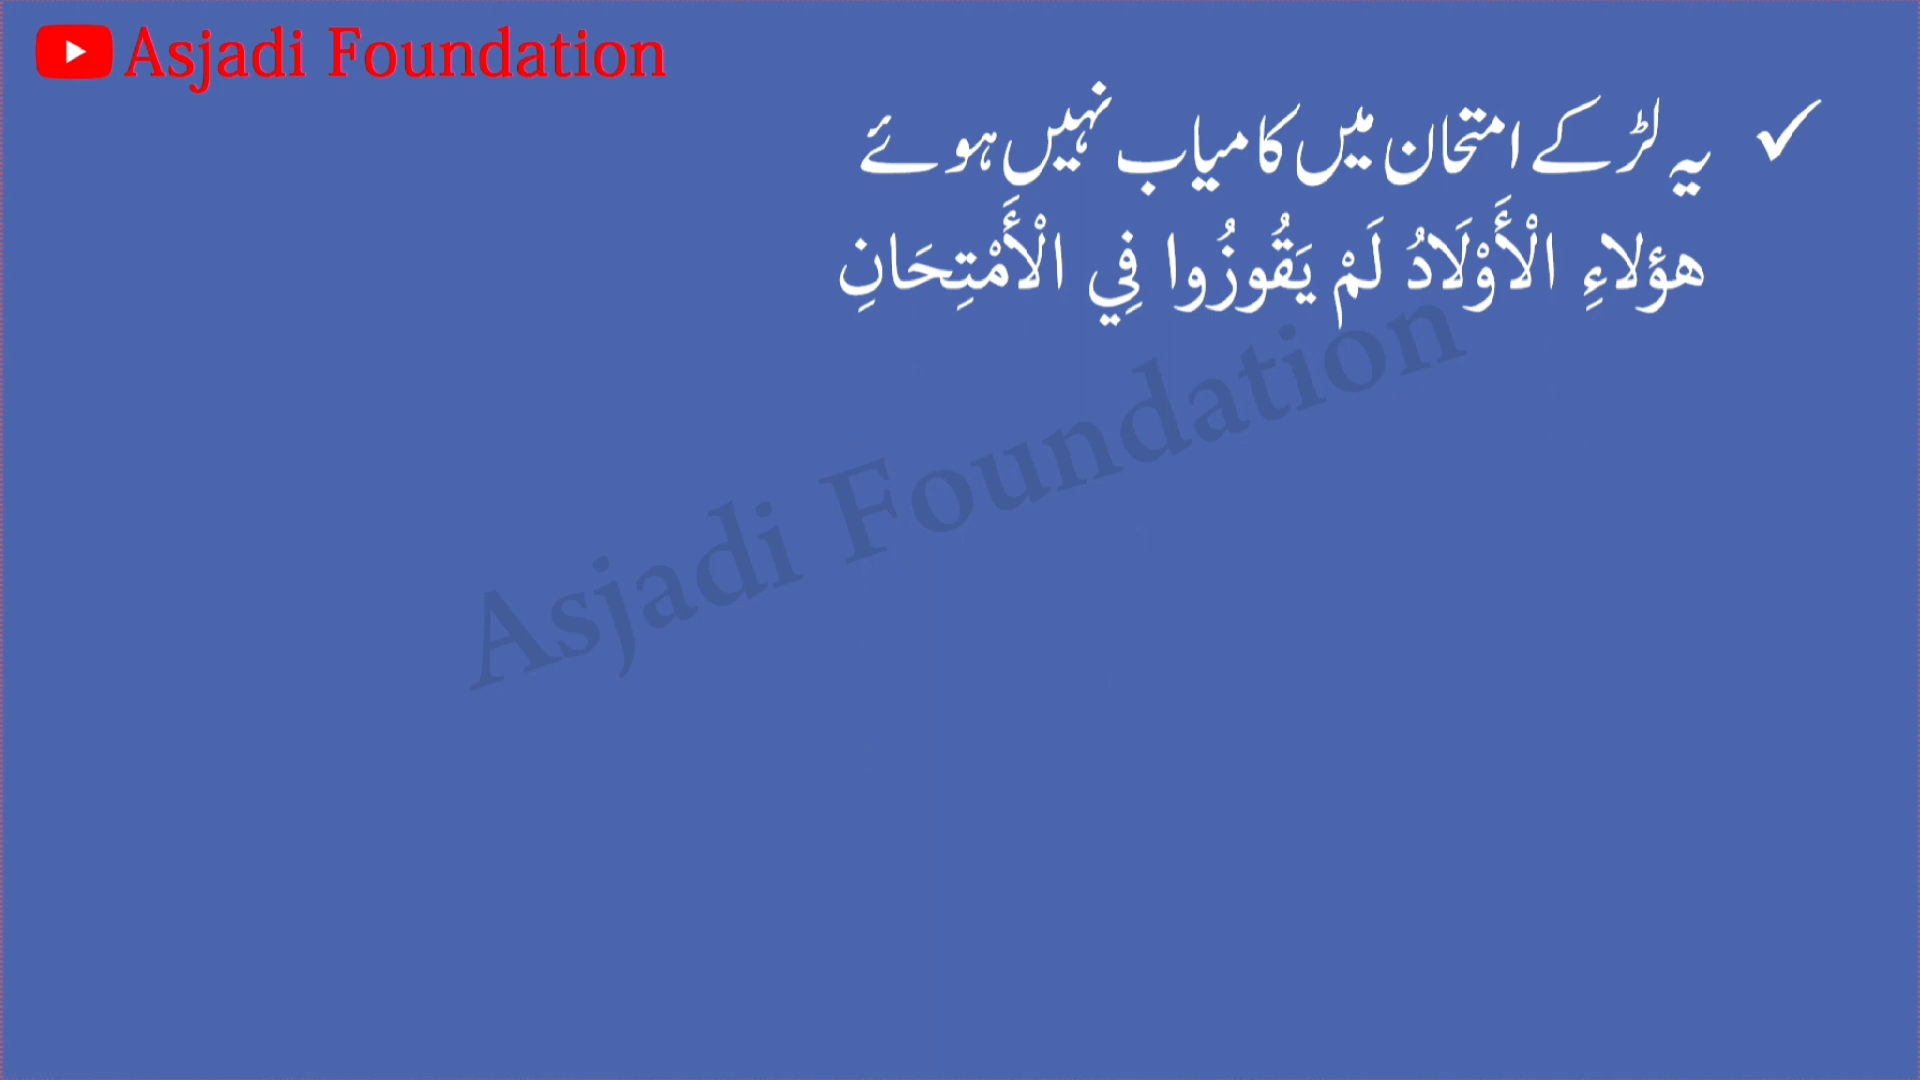 Asjadi Foundation
✓ یہ لڑکے امتحان میں کامیاب نہیں ہوئے
هؤلاءِ الْأَوْلَادُ لَمْ يَقُوزُوا فِي الْأَمْتِحَانِ
Asjadi Foundation